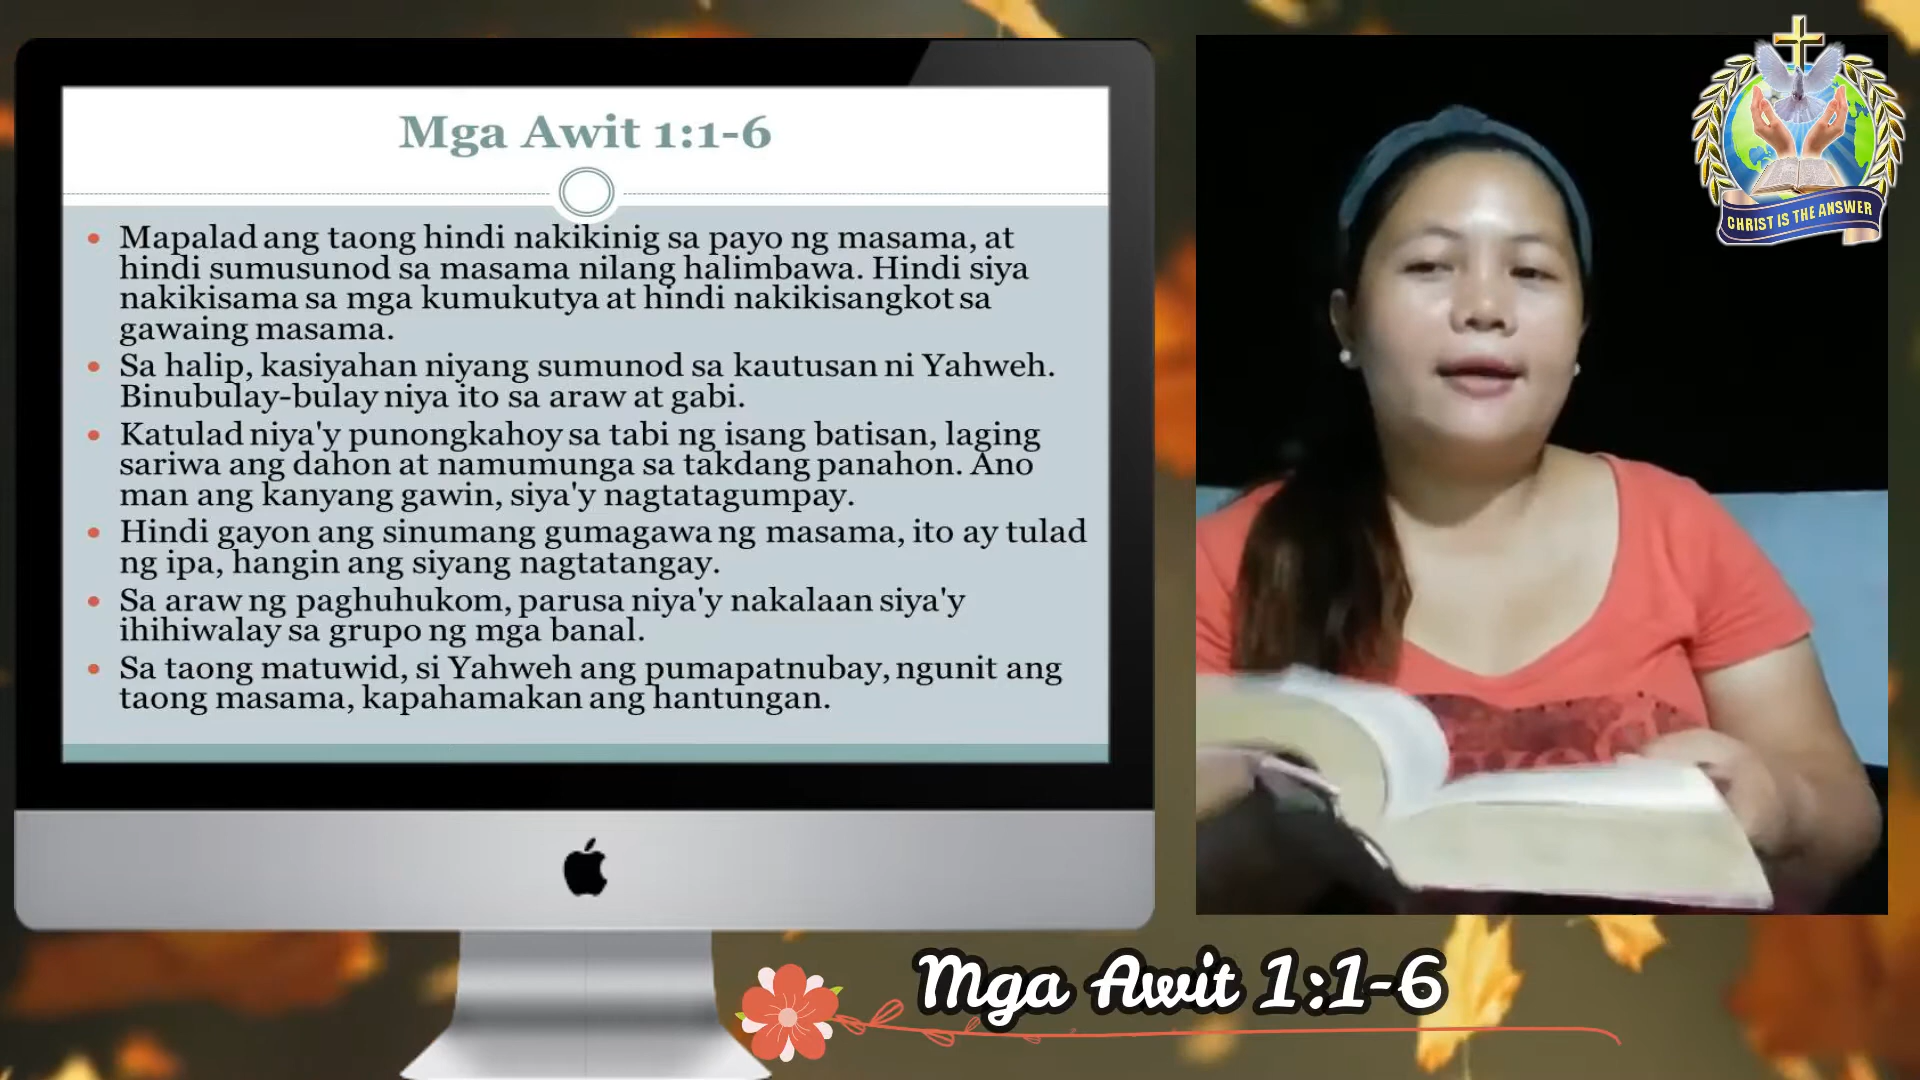 Mga Awit 1:1-6
Mapalad ang taong hindi nakikinig sa payo ng masama, at
hindi sumusunod sa masama nilang halimbawa. Hindi siya
nakikisama sa mga kumukutya at hindi nakikisangkot sa
gawaing masama.
Sa halip, kasiyahan niyang sumunod sa kautusan ni Yahweh.
Binubulay-bulay niya ito sa araw at gabi.
Katulad niya'y punongkahoy sa tabi ng isang batisan, laging
sariwa ang dahon at namumunga sa takdang panahon. Ano
man ang kanyang gawin, siya'y nagtatagumpay.
Hindi gayon ang sinumang gumagawa ng masama, ito ay tulad
ng ipa, hangin ang siyang nagtatangay.
Sa araw ng paghuhukom, parusa niya'y nakalaan siya'y
ihihiwalay sa grupo ng mga banal.
Sa taong matuwid, si Yahweh ang pumapatnubay, ngunit ang
taong masama, kapahamakan ang hantungan.
CHRIST IS THE ANSWER
Mga Awit 1:1-6